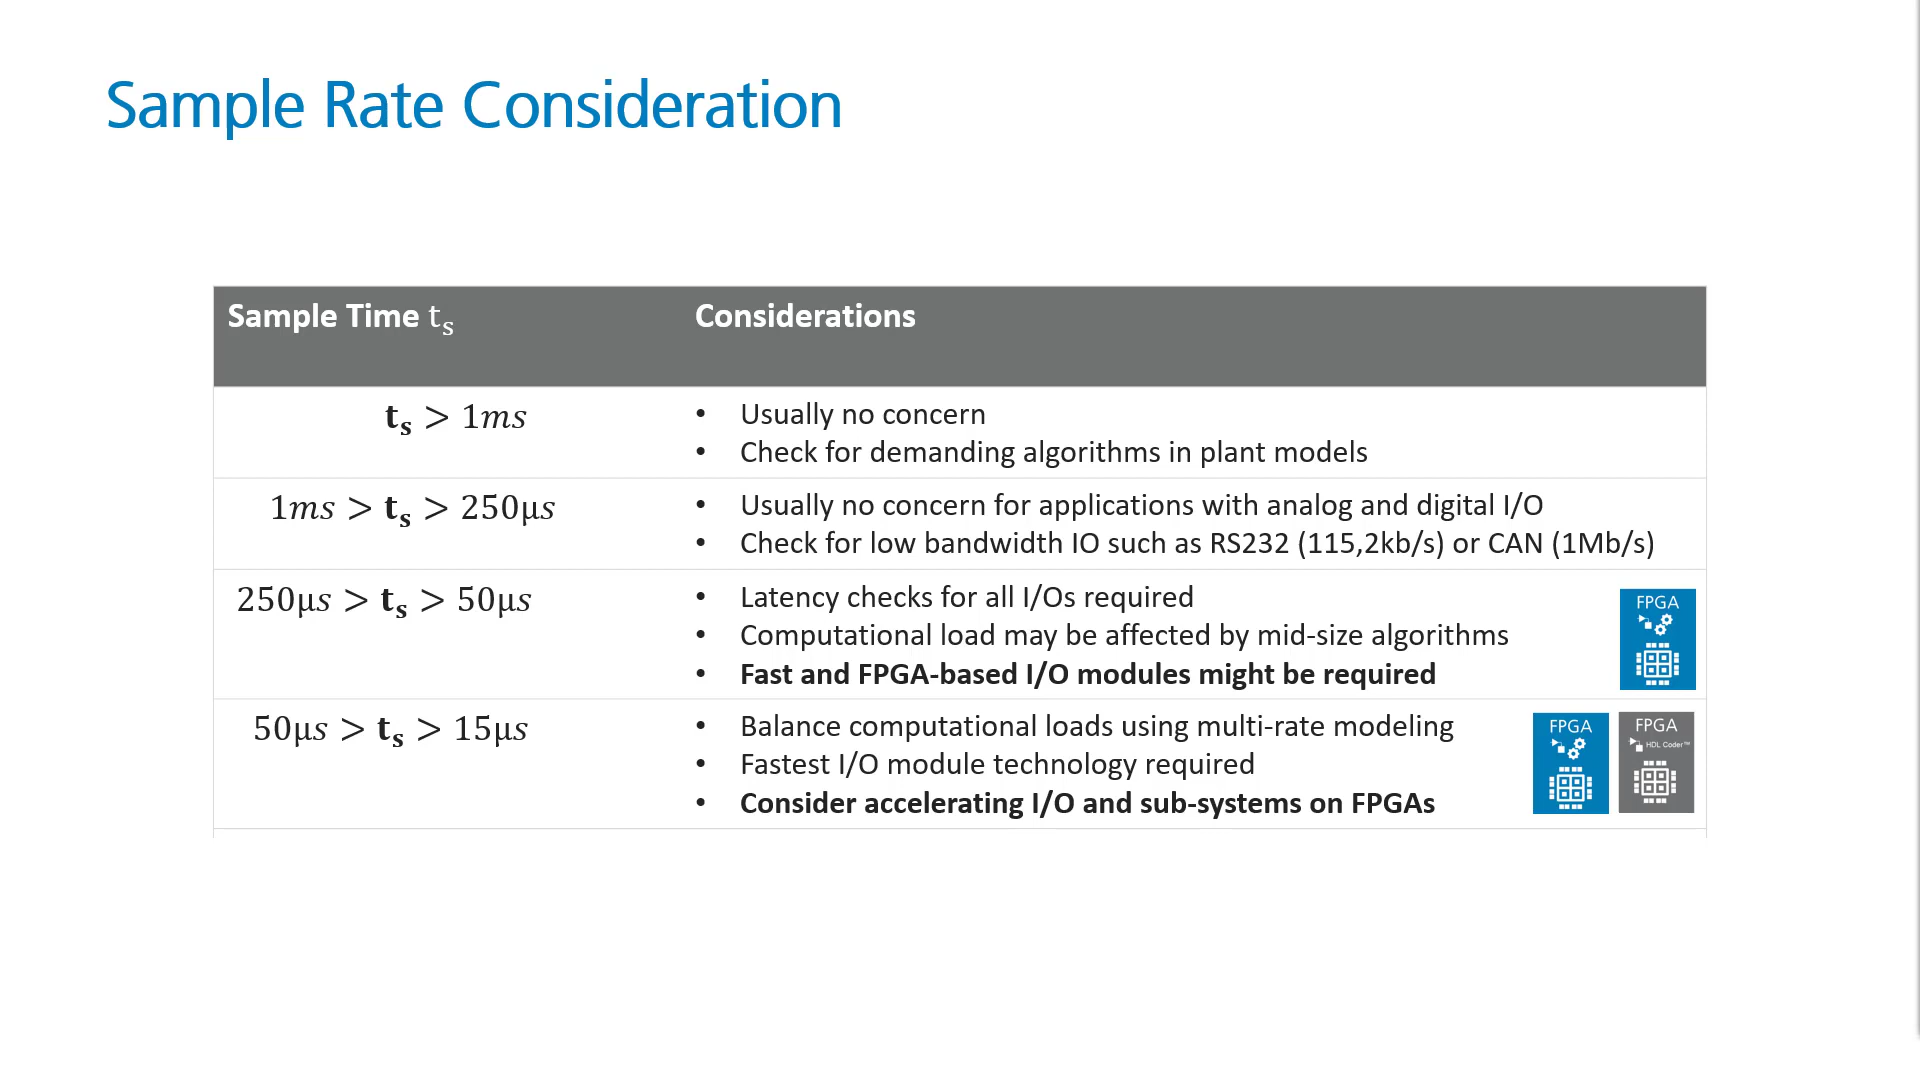 Sample Rate Consideration
Sample Time tₛ
Considerations
tₛ > 1ms
• Usually no concern
• Check for demanding algorithms in plant models
1ms > tₛ > 250μs
• Usually no concern for applications with analog and digital I/O
• Check for low bandwidth IO such as RS232 (115,2kb/s) or CAN (1Mb/s)
250μs > tₛ > 50μs
• Latency checks for all I/Os required
• Computational load may be affected by mid-size algorithms
• Fast and FPGA-based I/O modules might be required
FPGA
50μs > tₛ > 15μs
• Balance computational loads using multi-rate modeling
• Fastest I/O module technology required
• Consider accelerating I/O and sub-systems on FPGAs
FPGA
FPGA
HDL Coder™